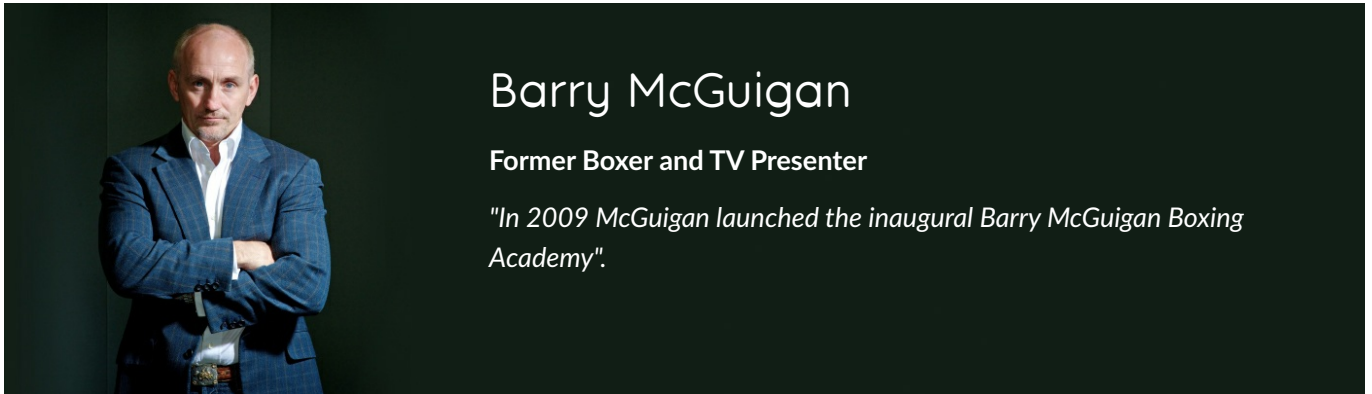 Barry McGuigan
Former Boxer and TV Presenter
"In 2009 McGuigan launched the inaugural Barry McGuigan Boxing
Academy".